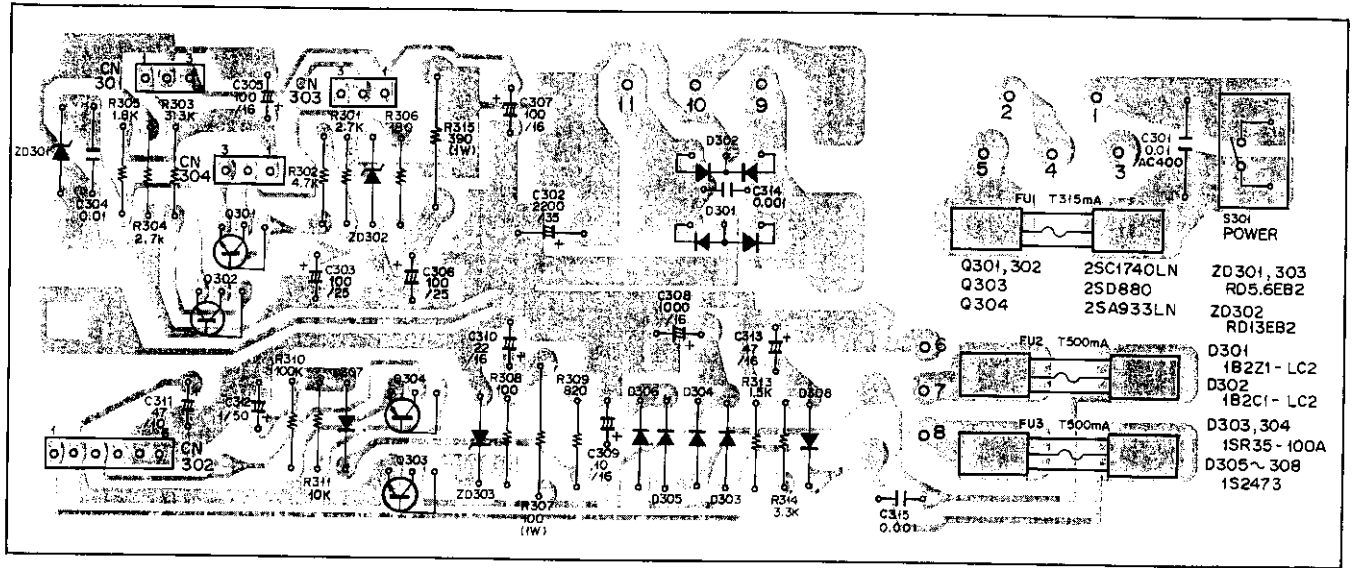 CN
301
1
3
C305
100
/16
CN
303
3
1
C307
100
/16
R305
1.8K
R303
3.3K
R301
2.7K
R306
180
R315
390
(1W)
11
10
9
2
1
C301
0.01
AC400
ZD301
C304
0.01
CN
304
3
R302
4.7K
D302
C314
0.001
D301
5
4
3
S301
POWER
R304
2.7K
Q301
ZD302
C302
2200
/35
FU1 T315mA
Q302
C303
100
/25
C306
100
/25
Q301,302 2SC1740LN
Q303 2SD880
Q304 2SA933LN
ZD301,303
RD5.6EB2
ZD302
RD13EB2
C308
1000
/16
C310
22
/16
C313
47
/16
6
FU2 T500mA
D301
1B2Z1-LC2
D302
1B2C1-LC2
C311
47
/10
C312
1/50
R310
100K
Q304
R308
100
R309
820
D306
D304
R313
1.5K
D308
7
1
CN
302
8
FU3 T500mA
D303,304
1SR35-100A
D305~308
1S2473
R311
10K
Q303
ZD303
R307
100
(1W)
C309
10
/16
D305
D303
R314
3.3K
C315
0.001